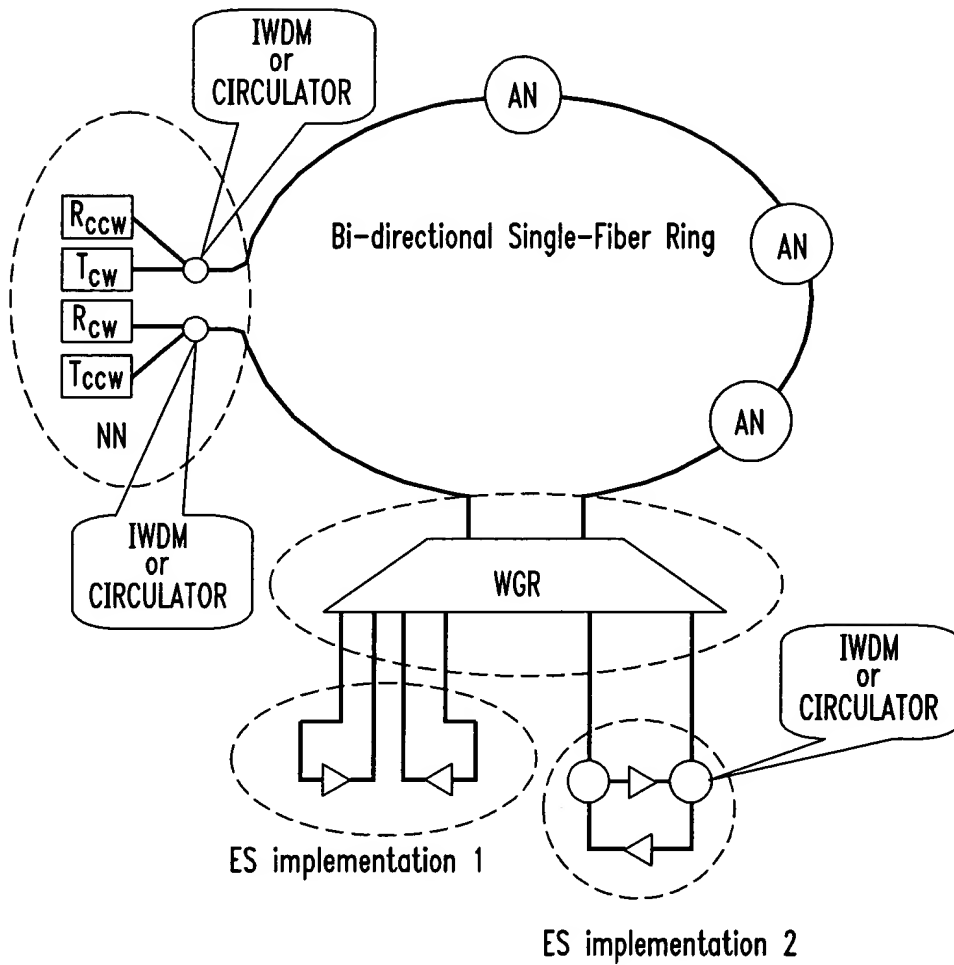 IWDM
or
CIRCULATOR
AN
RCCW
TCW
RCW
TCCW
NN
Bi-directional Single-Fiber Ring
AN
AN
IWDM
or
CIRCULATOR
WGR
IWDM
or
CIRCULATOR
ES implementation 1
ES implementation 2